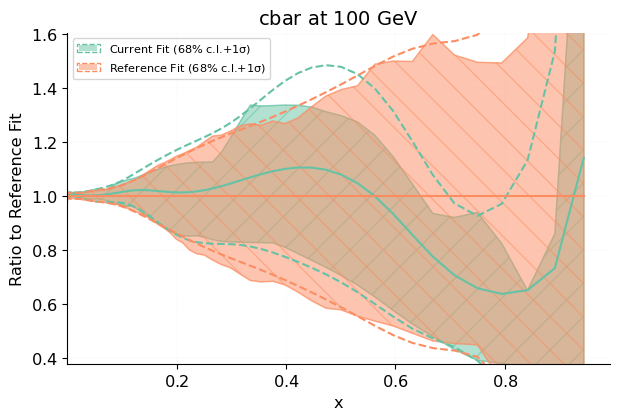 cbar at 100 GeV
Current Fit (68% c.l.+1σ)
Reference Fit (68% c.l.+1σ)
Ratio to Reference Fit
1.6
1.4
1.2
1.0
0.8
0.6
0.4
0.2 0.4 0.6 0.8
x